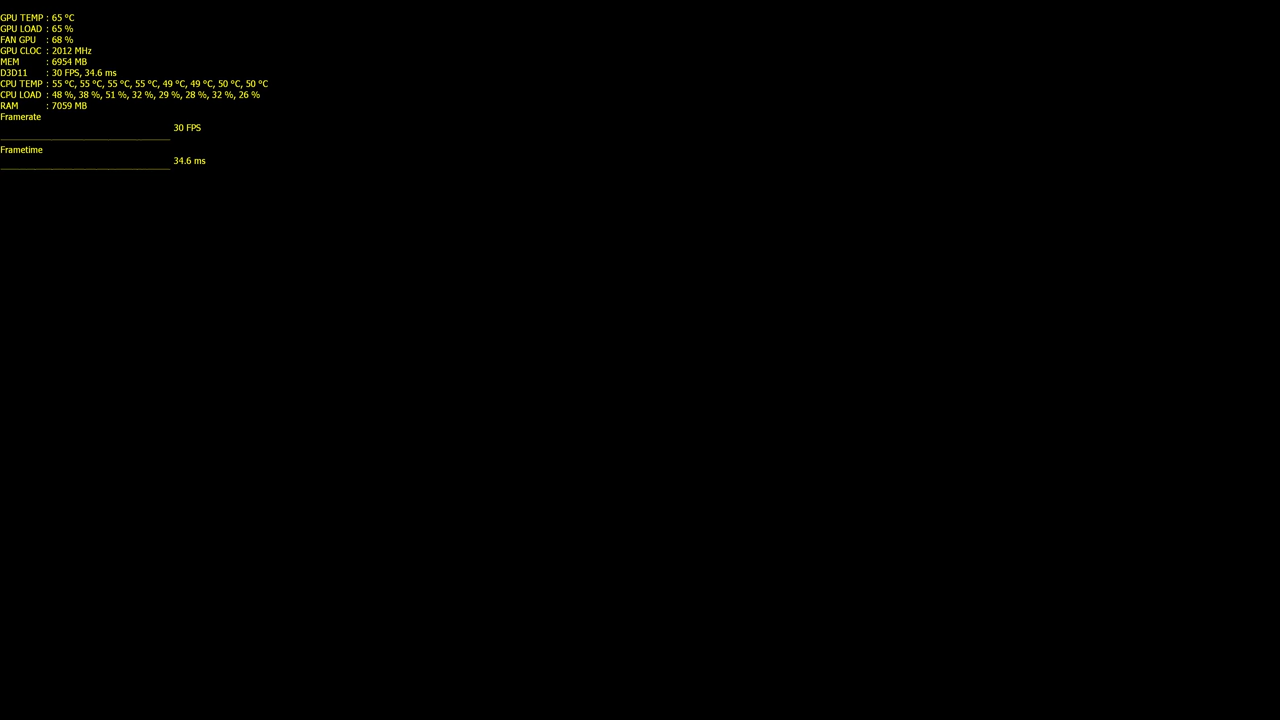 GPU TEMP : 65 °C
GPU LOAD : 65 %
FAN GPU : 68 %
GPU CLOC : 2012 MHz
MEM : 6954 MB
D3D11 : 30 FPS, 34.6 ms
CPU TEMP : 55 °C, 55 °C, 55 °C, 55 °C, 49 °C, 49 °C, 50 °C, 50 °C
CPU LOAD : 48 %, 38 %, 51 %, 32 %, 29 %, 28 %, 32 %, 26 %
RAM : 7059 MB
Framerate
30 FPS
Frametime
34.6 ms